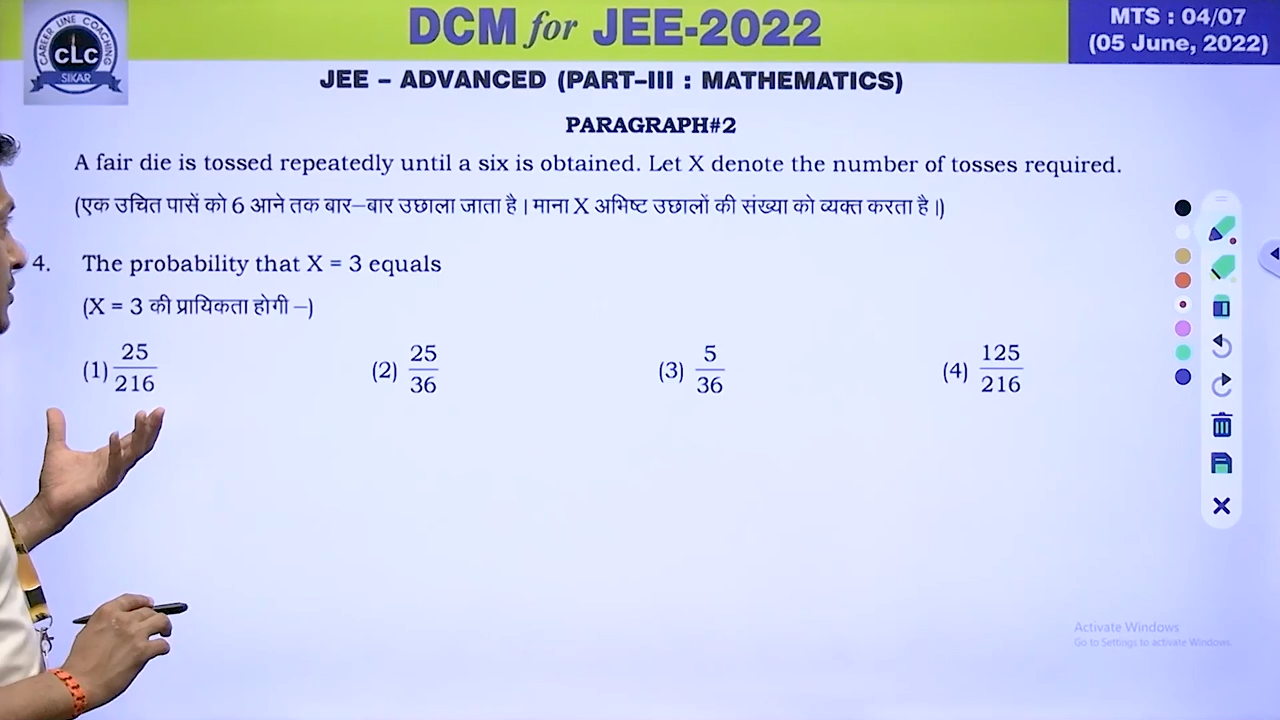 CAREER LINE COACHING
CLC
SIKAR
DCM for JEE-2022
MTS : 04/07
(05 June, 2022)
JEE – ADVANCED (PART–III : MATHEMATICS)
PARAGRAPH#2
A fair die is tossed repeatedly until a six is obtained. Let X denote the number of tosses required.
(एक उचित पासें को 6 आने तक बार–बार उछाला जाता है। माना X अभिष्ट उछालों की संख्या को व्यक्त करता है।)
4. The probability that X = 3 equals
(X = 3 की प्रायिकता होगी –)
(1) 25/216 (2) 25/36 (3) 5/36 (4) 125/216
Activate Windows
Go to Settings to activate Windows.